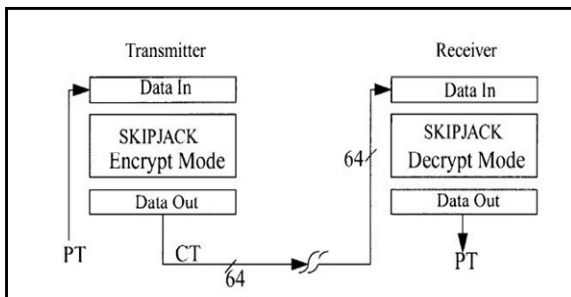 Transmitter
Data In
SKIPJACK
Encrypt Mode
Data Out
PT
CT
64
Receiver
Data In
SKIPJACK
Decrypt Mode
Data Out
64
PT